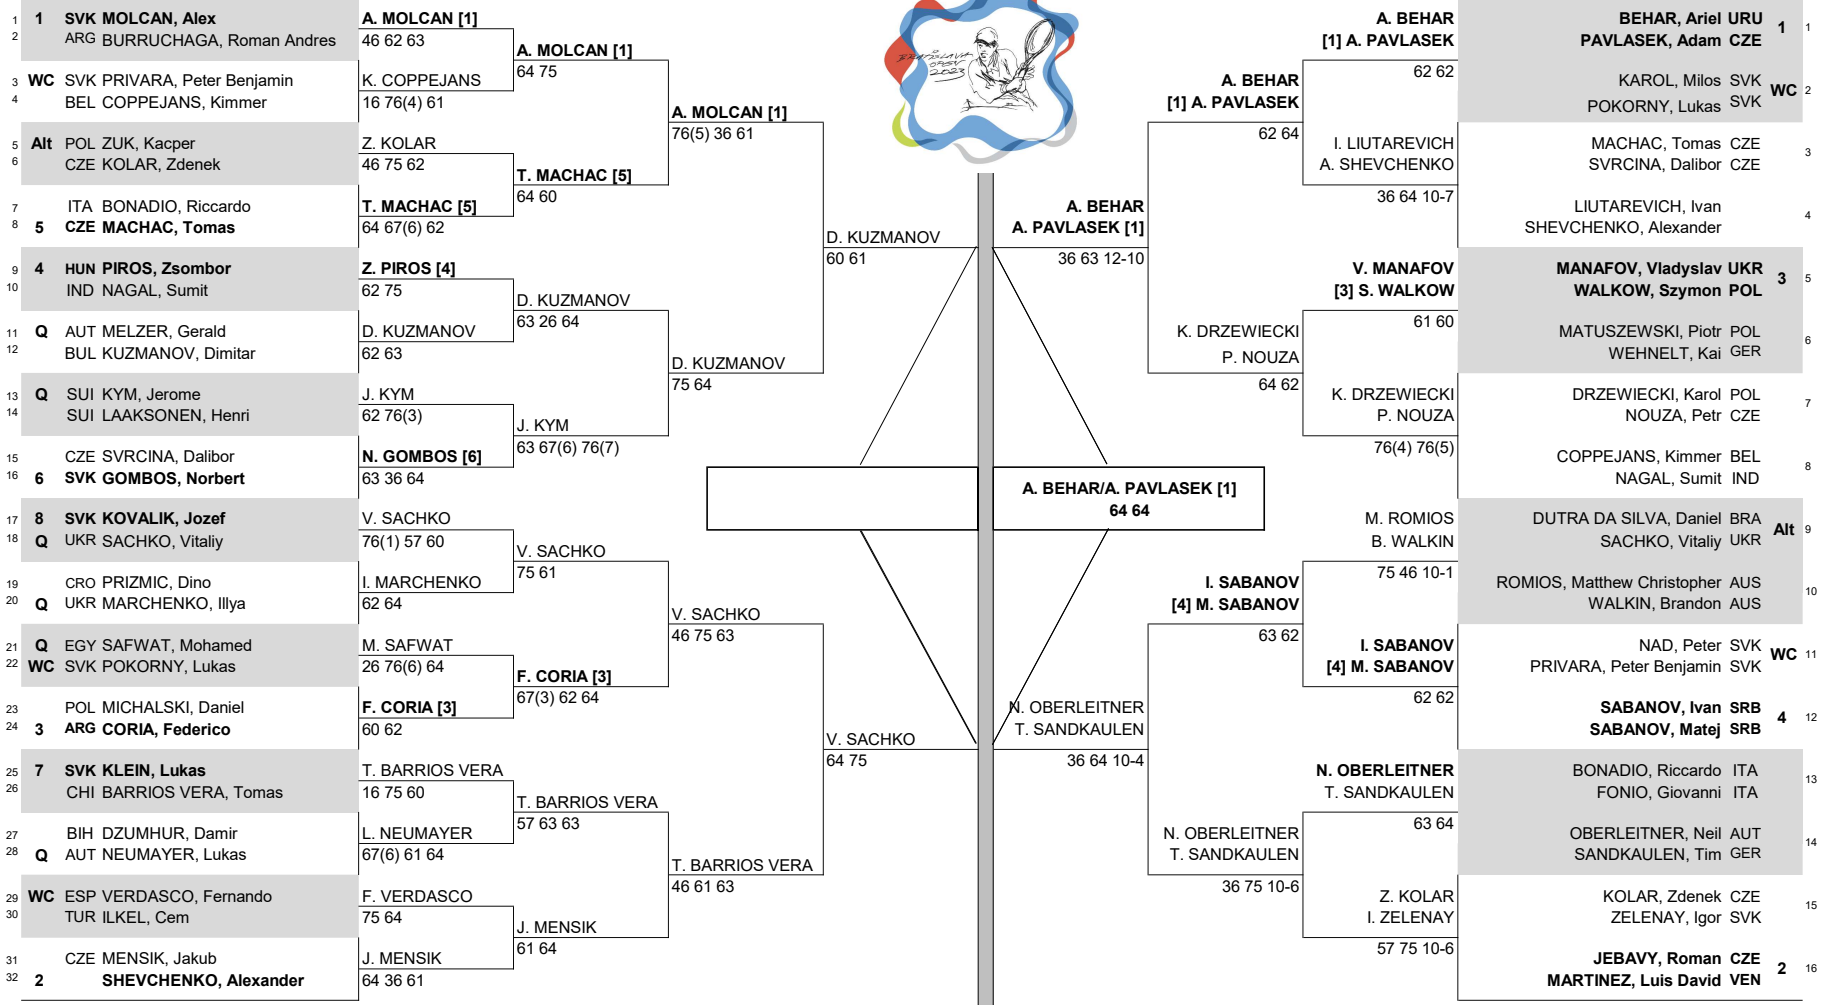 1 1 SVK MOLCAN, Alex
2 ARG BURRUCHAGA, Roman Andres
3 WC SVK PRIVARA, Peter Benjamin
4 BEL COPPEJANS, Kimmer
5 Alt POL ZUK, Kacper
6 CZE KOLAR, Zdenek
7 ITA BONADIO, Riccardo
8 5 CZE MACHAC, Tomas
9 4 HUN PIROS, Zsombor
10 IND NAGAL, Sumit
11 Q AUT MELZER, Gerald
12 BUL KUZMANOV, Dimitar
13 Q SUI KYM, Jerome
14 SUI LAAKSONEN, Henri
15 CZE SVRCINA, Dalibor
16 6 SVK GOMBOS, Norbert
17 8 SVK KOVALIK, Jozef
18 Q UKR SACHKO, Vitaliy
19 CRO PRIZMIC, Dino
20 Q UKR MARCHENKO, Illya
21 Q EGY SAFWAT, Mohamed
22 WC SVK POKORNY, Lukas
23 POL MICHALSKI, Daniel
24 3 ARG CORIA, Federico
25 7 SVK KLEIN, Lukas
26 CHI BARRIOS VERA, Tomas
27 BIH DZUMHUR, Damir
28 Q AUT NEUMAYER, Lukas
29 WC ESP VERDASCO, Fernando
30 TUR ILKEL, Cem
31 CZE MENSIK, Jakub
32 2 SHEVCHENKO, Alexander
A. MOLCAN [1]
46 62 63
K. COPPEJANS
16 76(4) 61
Z. KOLAR
46 75 62
T. MACHAC [5]
64 67(6) 62
Z. PIROS [4]
62 75
D. KUZMANOV
62 63
J. KYM
62 76(3)
N. GOMBOS [6]
63 36 64
V. SACHKO
76(1) 57 60
I. MARCHENKO
62 64
M. SAFWAT
26 76(6) 64
F. CORIA [3]
60 62
T. BARRIOS VERA
16 75 60
L. NEUMAYER
67(6) 61 64
F. VERDASCO
75 64
J. MENSIK
64 36 61
A. MOLCAN [1]
64 75
T. MACHAC [5]
64 60
D. KUZMANOV
63 26 64
J. KYM
63 67(6) 76(7)
V. SACHKO
75 61
F. CORIA [3]
67(3) 62 64
T. BARRIOS VERA
57 63 63
J. MENSIK
61 64
A. MOLCAN [1]
76(5) 36 61
D. KUZMANOV
75 64
V. SACHKO
46 75 63
T. BARRIOS VERA
46 61 63
D. KUZMANOV
60 61
V. SACHKO
64 75
BRATISLAVA
OPEN
2023
A. BEHAR/A. PAVLASEK [1]
64 64
A. BEHAR
A. PAVLASEK [1]
36 63 12-10
N. OBERLEITNER
T. SANDKAULEN
36 64 10-4
A. BEHAR
[1] A. PAVLASEK
62 64
K. DRZEWIECKI
P. NOUZA
64 62
I. SABANOV
[4] M. SABANOV
63 62
N. OBERLEITNER
T. SANDKAULEN
36 75 10-6
A. BEHAR
[1] A. PAVLASEK
62 62
I. LIUTAREVICH
A. SHEVCHENKO
36 64 10-7
V. MANAFOV
[3] S. WALKOW
61 60
K. DRZEWIECKI
P. NOUZA
76(4) 76(5)
M. ROMIOS
B. WALKIN
75 46 10-1
I. SABANOV
[4] M. SABANOV
62 62
N. OBERLEITNER
T. SANDKAULEN
63 64
Z. KOLAR
I. ZELENAY
57 75 10-6
BEHAR, Ariel URU
PAVLASEK, Adam CZE 1 1
KAROL, Milos SVK
POKORNY, Lukas SVK WC 2
MACHAC, Tomas CZE
SVRCINA, Dalibor CZE 3
LIUTAREVICH, Ivan
SHEVCHENKO, Alexander 4
MANAFOV, Vladyslav UKR
WALKOW, Szymon POL 3 5
MATUSZEWSKI, Piotr POL
WEHNELT, Kai GER 6
DRZEWIECKI, Karol POL
NOUZA, Petr CZE 7
COPPEJANS, Kimmer BEL
NAGAL, Sumit IND 8
DUTRA DA SILVA, Daniel BRA
SACHKO, Vitaliy UKR Alt 9
ROMIOS, Matthew Christopher AUS
WALKIN, Brandon AUS 10
NAD, Peter SVK
PRIVARA, Peter Benjamin SVK WC 11
SABANOV, Ivan SRB
SABANOV, Matej SRB 4 12
BONADIO, Riccardo ITA
FONIO, Giovanni ITA 13
OBERLEITNER, Neil AUT
SANDKAULEN, Tim GER 14
KOLAR, Zdenek CZE
ZELENAY, Igor SVK 15
JEBAVY, Roman CZE
MARTINEZ, Luis David VEN 2 16